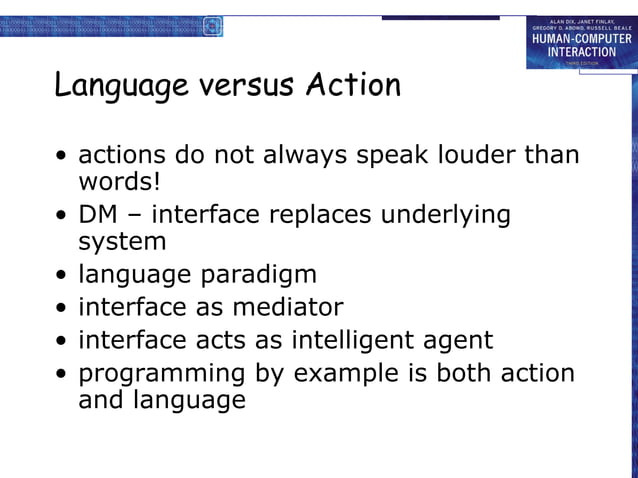 ALAN DIX, JANET FINLAY,
GREGORY D. ABOWD, RUSSELL BEALE
HUMAN-COMPUTER
INTERACTION
THIRD EDITION
Language versus Action
• actions do not always speak louder than
words!
• DM – interface replaces underlying
system
• language paradigm
• interface as mediator
• interface acts as intelligent agent
• programming by example is both action
and language